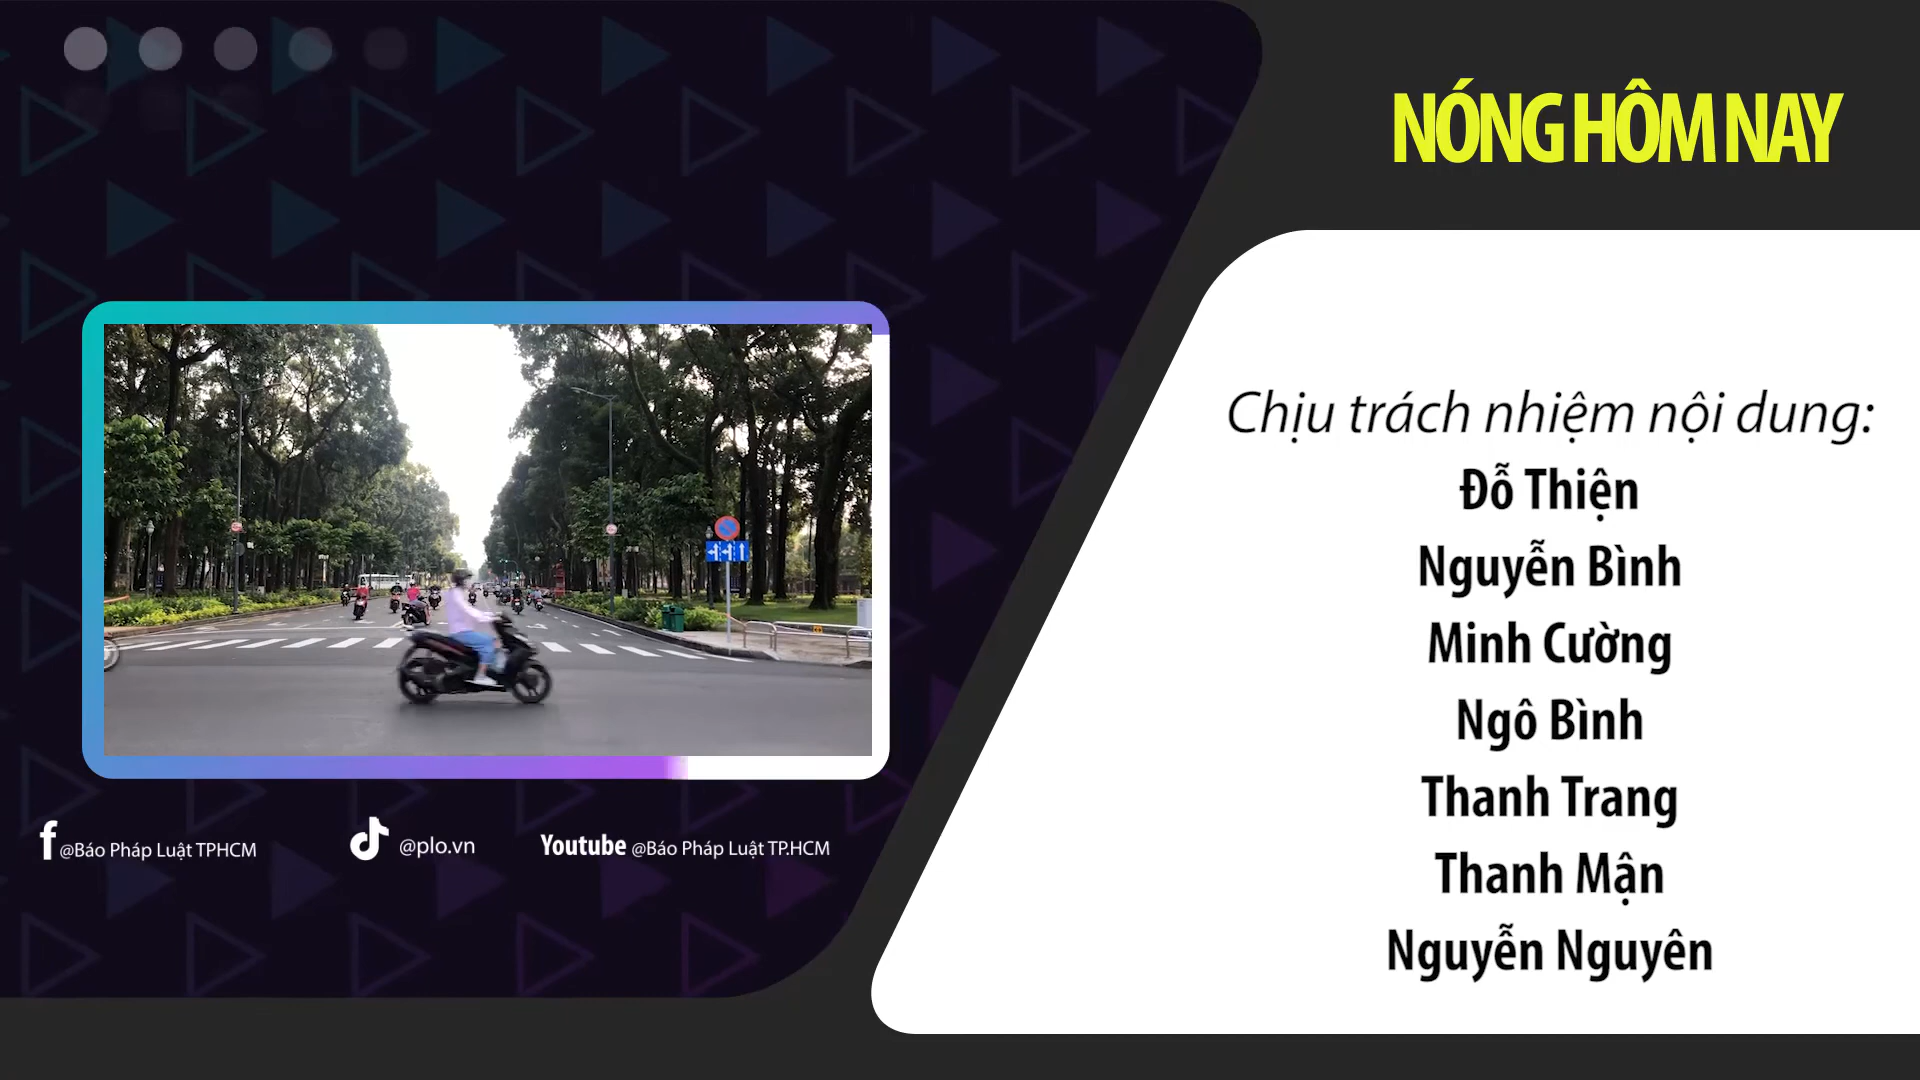 NÓNG HÔM NAY
Chịu trách nhiệm nội dung:
Đỗ Thiện
Nguyễn Bình
Minh Cường
Ngô Bình
Thanh Trang
Thanh Mận
Nguyễn Nguyên
f @Báo Pháp Luật TPHCM
@plo.vn
Youtube @Báo Pháp Luật TP.HCM